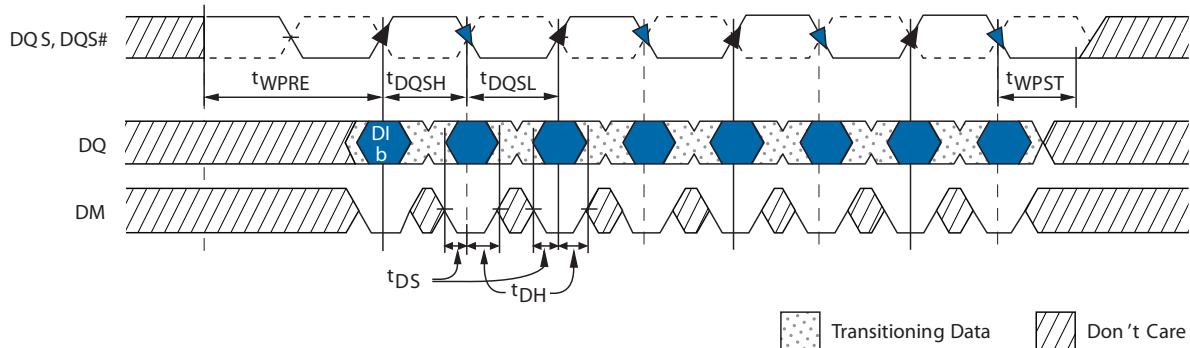 DQS, DQS#
tWPRE
tDQSH
tDQSL
tWPST
DQ
DI
b
DM
tDS
tDH
Transitioning Data
Don't Care